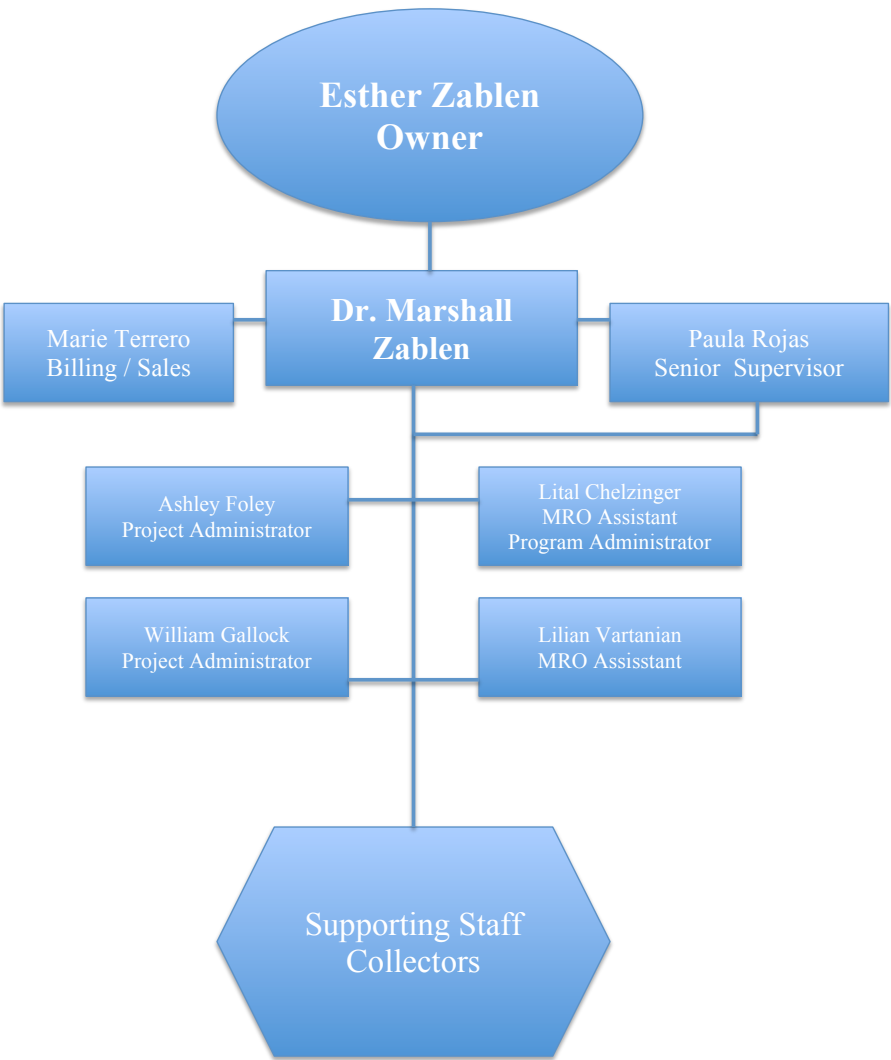 Esther Zablen
Owner
Dr. Marshall
Zablen
Marie Terrero
Billing / Sales
Paula Rojas
Senior Supervisor
Ashley Foley
Project Administrator
Lital Chelzinger
MRO Assistant
Program Administrator
William Gallock
Project Administrator
Lilian Vartanian
MRO Assisstant
Supporting Staff
Collectors